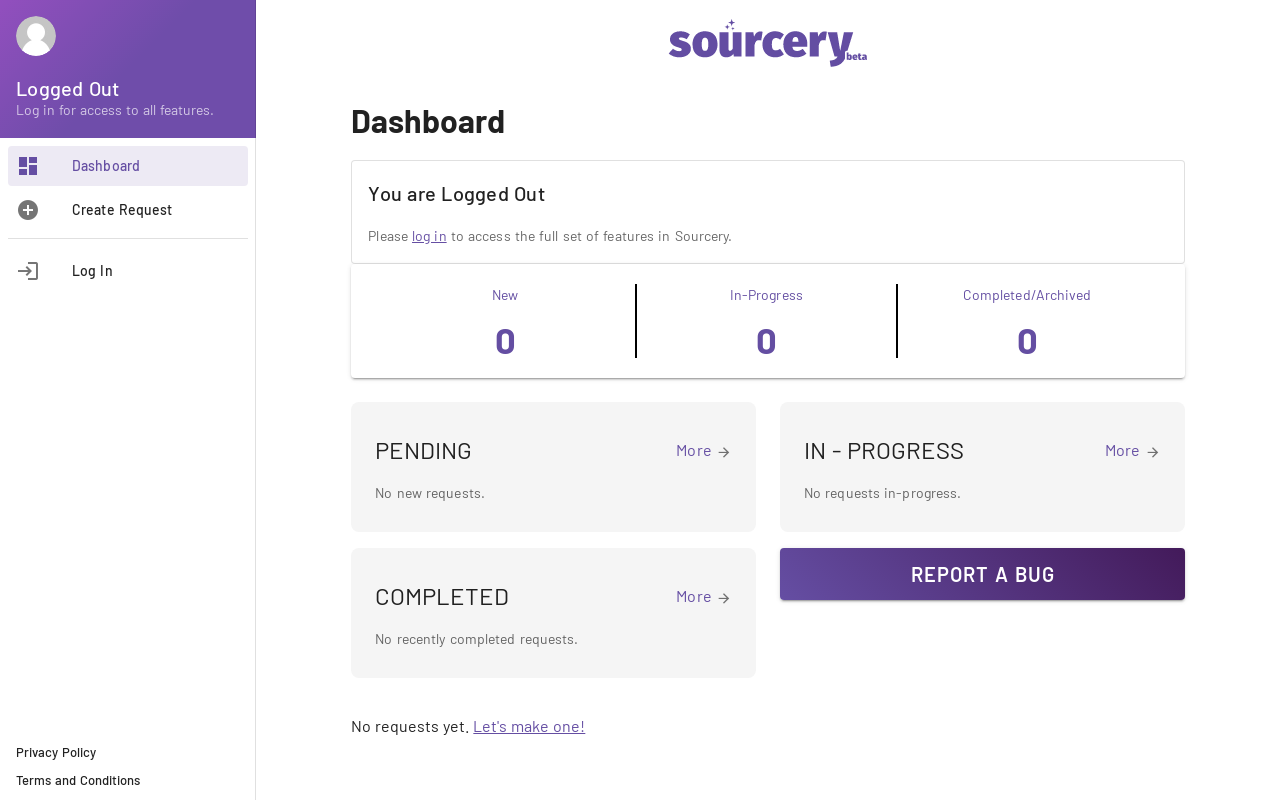 Logged Out
Log in for access to all features.
Dashboard
Create Request
Log In
Privacy Policy
Terms and Conditions
sourcery
beta
Dashboard
You are Logged Out
Please log in to access the full set of features in Sourcery.
New
In-Progress
Completed/Archived
0
0
0
PENDING
More
No new requests.
IN - PROGRESS
More
No requests in-progress.
COMPLETED
More
No recently completed requests.
REPORT A BUG
No requests yet. Let's make one!